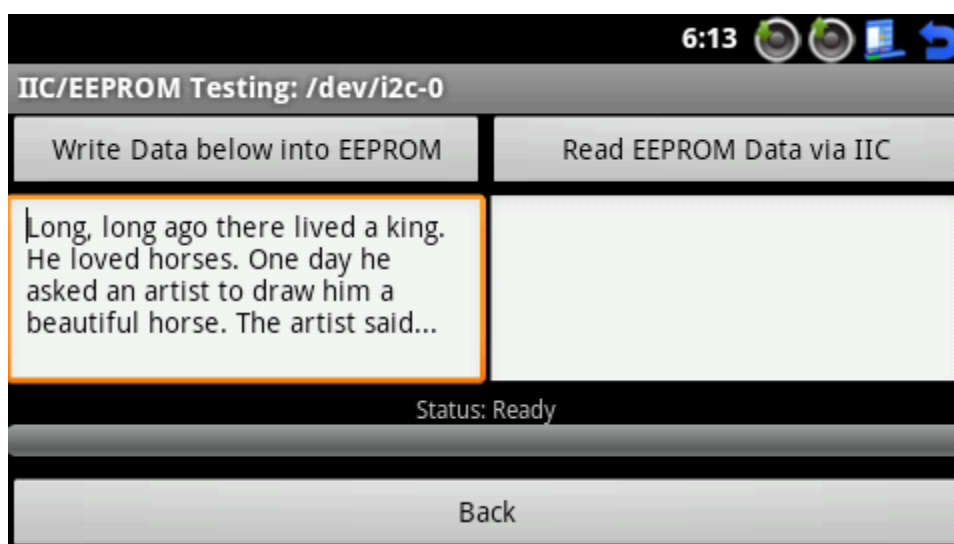 6:13
IIC/EEPROM Testing: /dev/i2c-0
Write Data below into EEPROM
Read EEPROM Data via IIC
Long, long ago there lived a king.
He loved horses. One day he
asked an artist to draw him a
beautiful horse. The artist said...
Status: Ready
Back